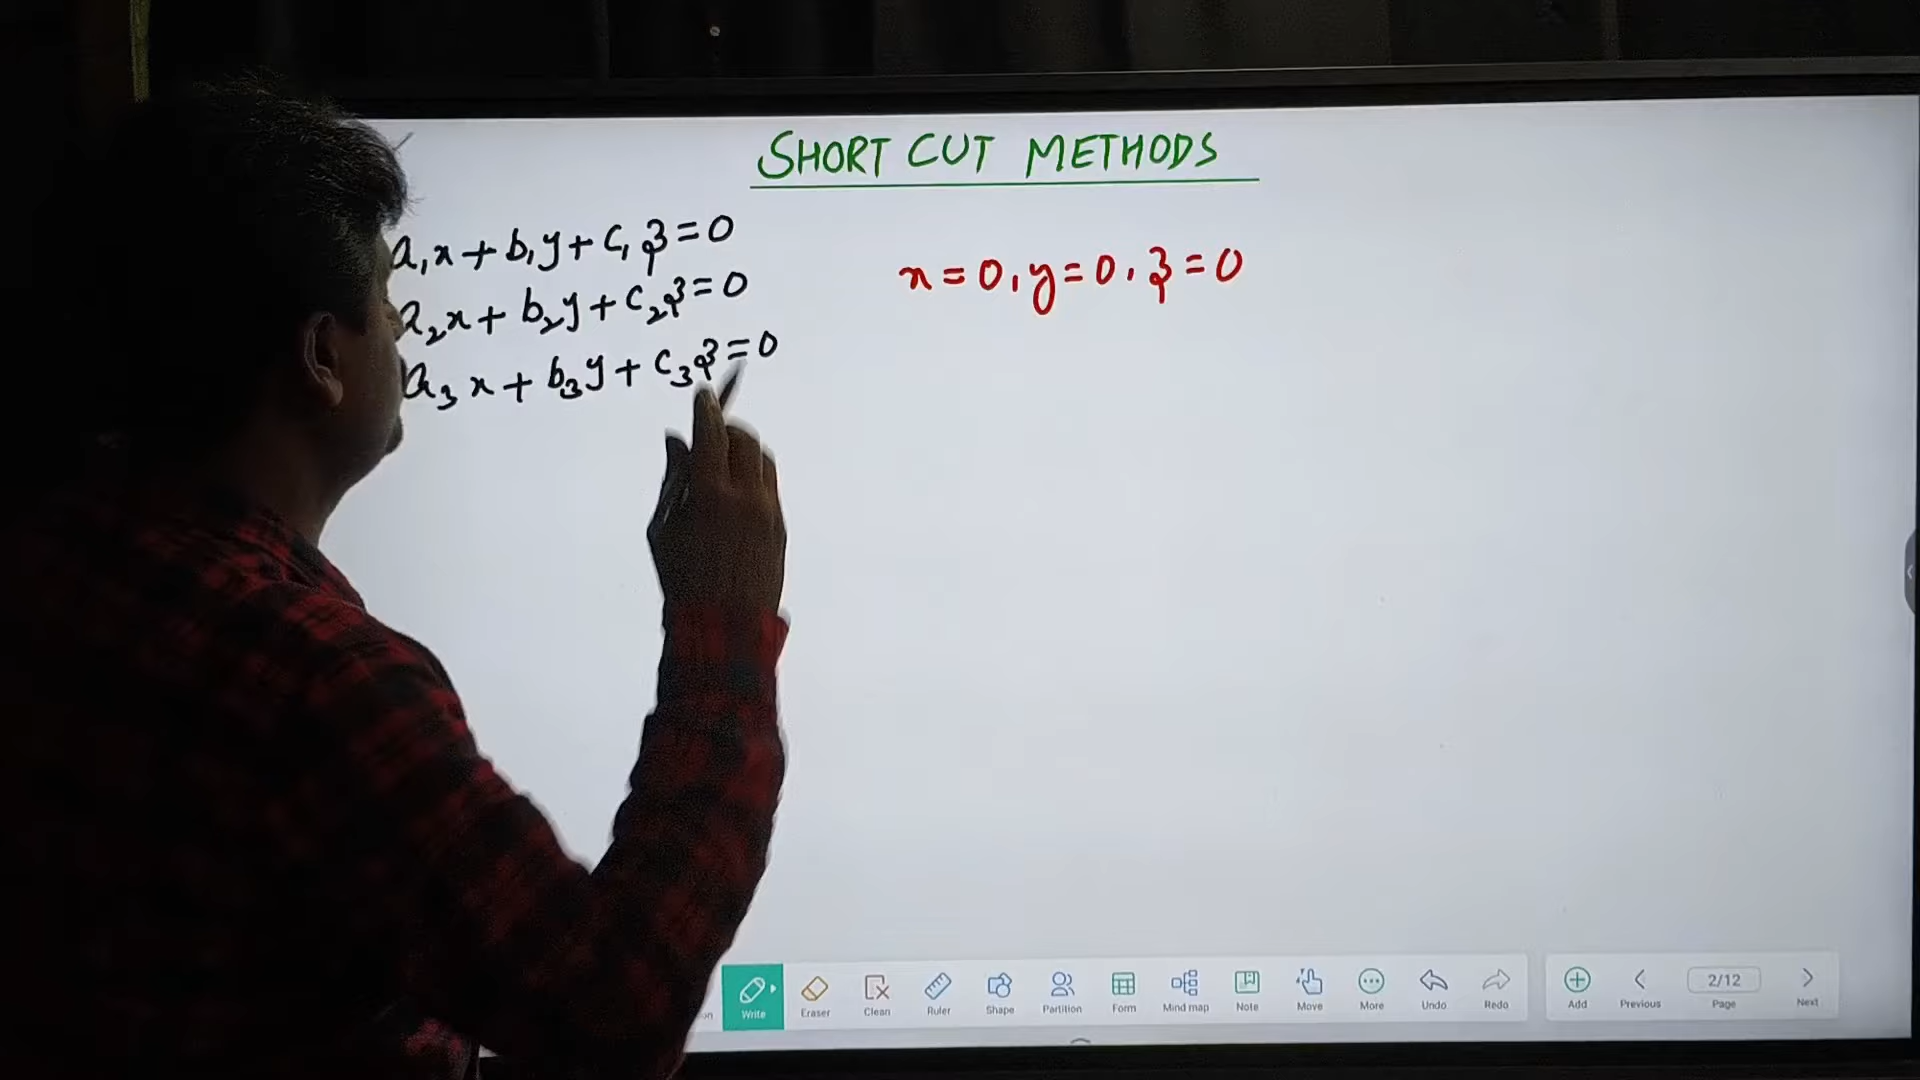 SHORT CUT METHODS
a₁x + b₁y + c₁z = 0
a₂x + b₂y + c₂z = 0
a₃x + b₃y + c₃z = 0
x = 0, y = 0, z = 0
Write Eraser Clean Ruler Shape Partition Form Mind map Note Move More Undo Redo Add Previous 2/12 Page Next